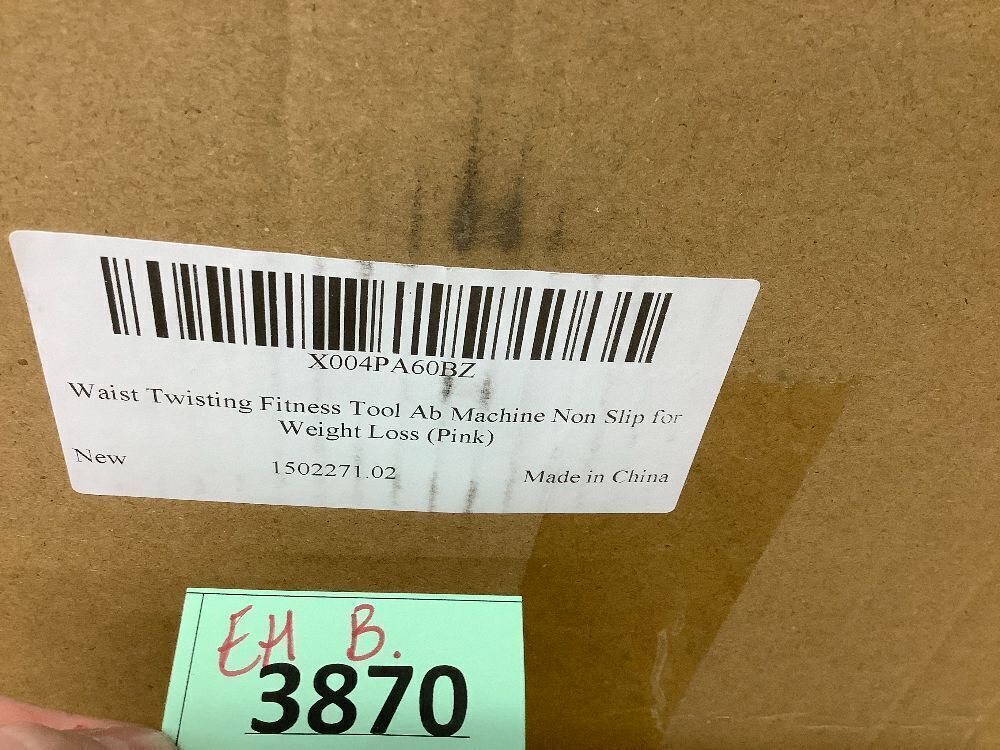 X004PA60BZ
Waist Twisting Fitness Tool Ab Machine Non Slip for
Weight Loss (Pink)
New 1502271.02 Made in China
EH B.
3870